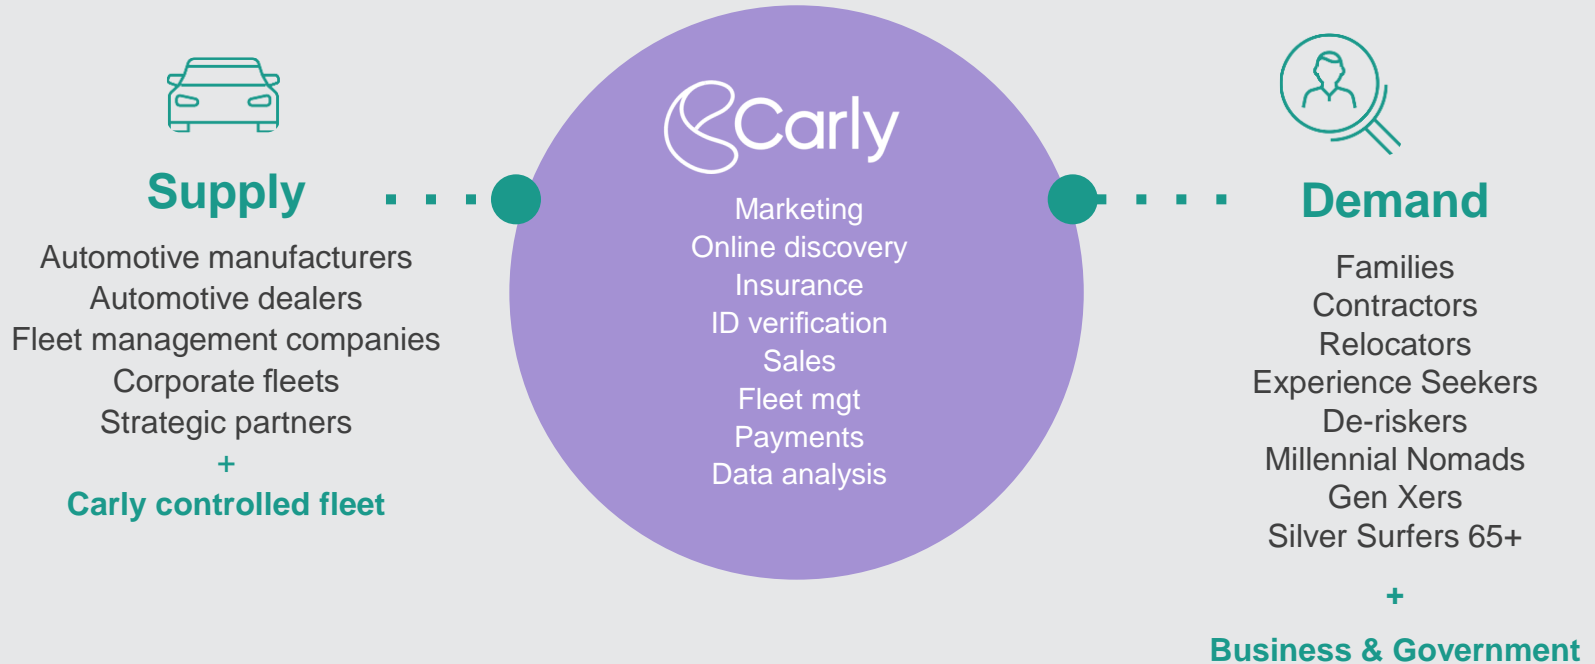 Supply
Automotive manufacturers
Automotive dealers
Fleet management companies
Corporate fleets
Strategic partners
+
Carly controlled fleet
Carly
Marketing
Online discovery
Insurance
ID verification
Sales
Fleet mgt
Payments
Data analysis
Demand
Families
Contractors
Relocators
Experience Seekers
De-riskers
Millennial Nomads
Gen Xers
Silver Surfers 65+
+
Business & Government